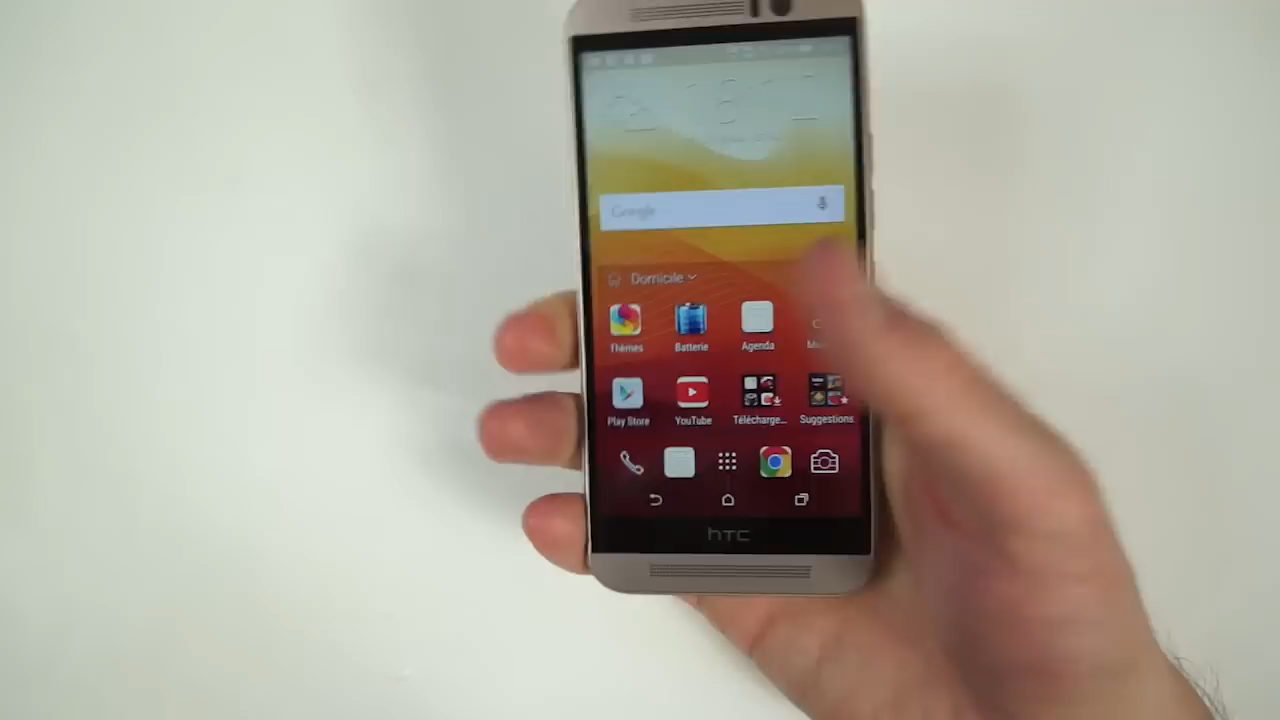 Google
Domicile
Thèmes Batterie Agenda
Play Store YouTube Télécharge... Suggestions
hTC